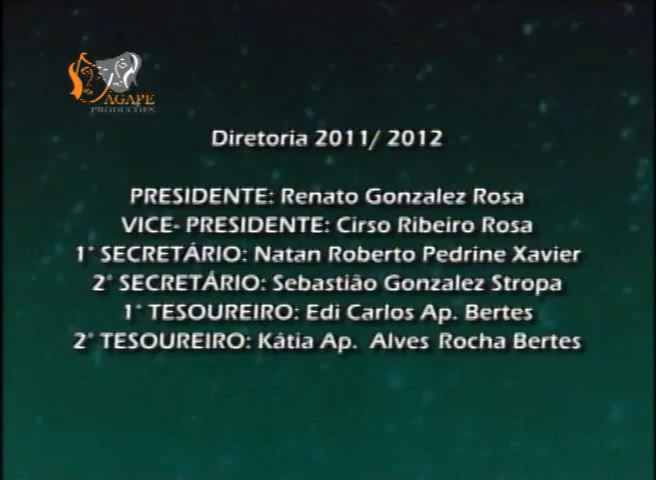 ÁGAPE
PRODUÇÕES
Diretoria 2011/ 2012
PRESIDENTE: Renato Gonzalez Rosa
VICE- PRESIDENTE: Cirso Ribeiro Rosa
1° SECRETÁRIO: Natan Roberto Pedrine Xavier
2° SECRETÁRIO: Sebastião Gonzalez Stropa
1° TESOUREIRO: Edi Carlos Ap. Bertes
2° TESOUREIRO: Kátia Ap. Alves Rocha Bertes